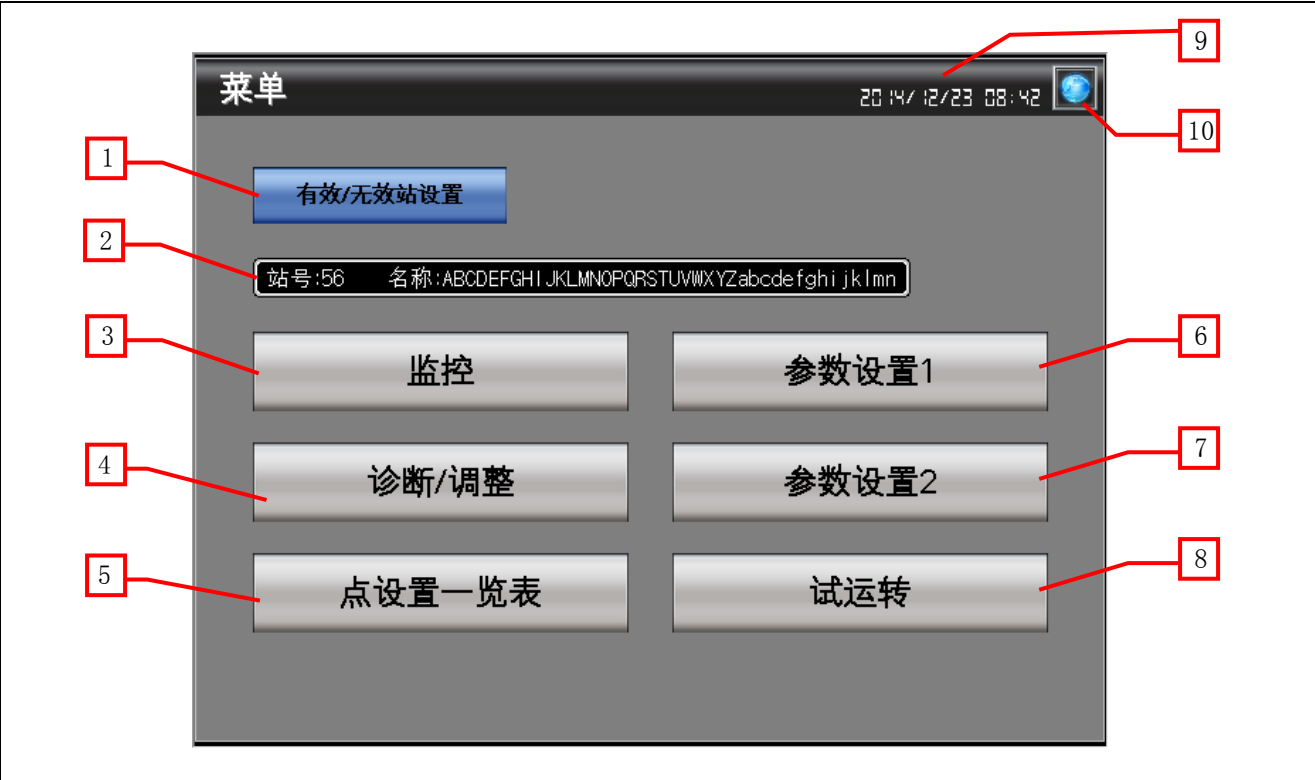 9
菜单
2014/12/23 08:42
10
1
有效/无效站设置
2
站号:56 名称:ABCDEFGHIJKLMNOPQRSTUVWXYZabcdefghijklmn
3
监控
参数设置1
6
4
诊断/调整
参数设置2
7
5
点设置一览表
试运转
8